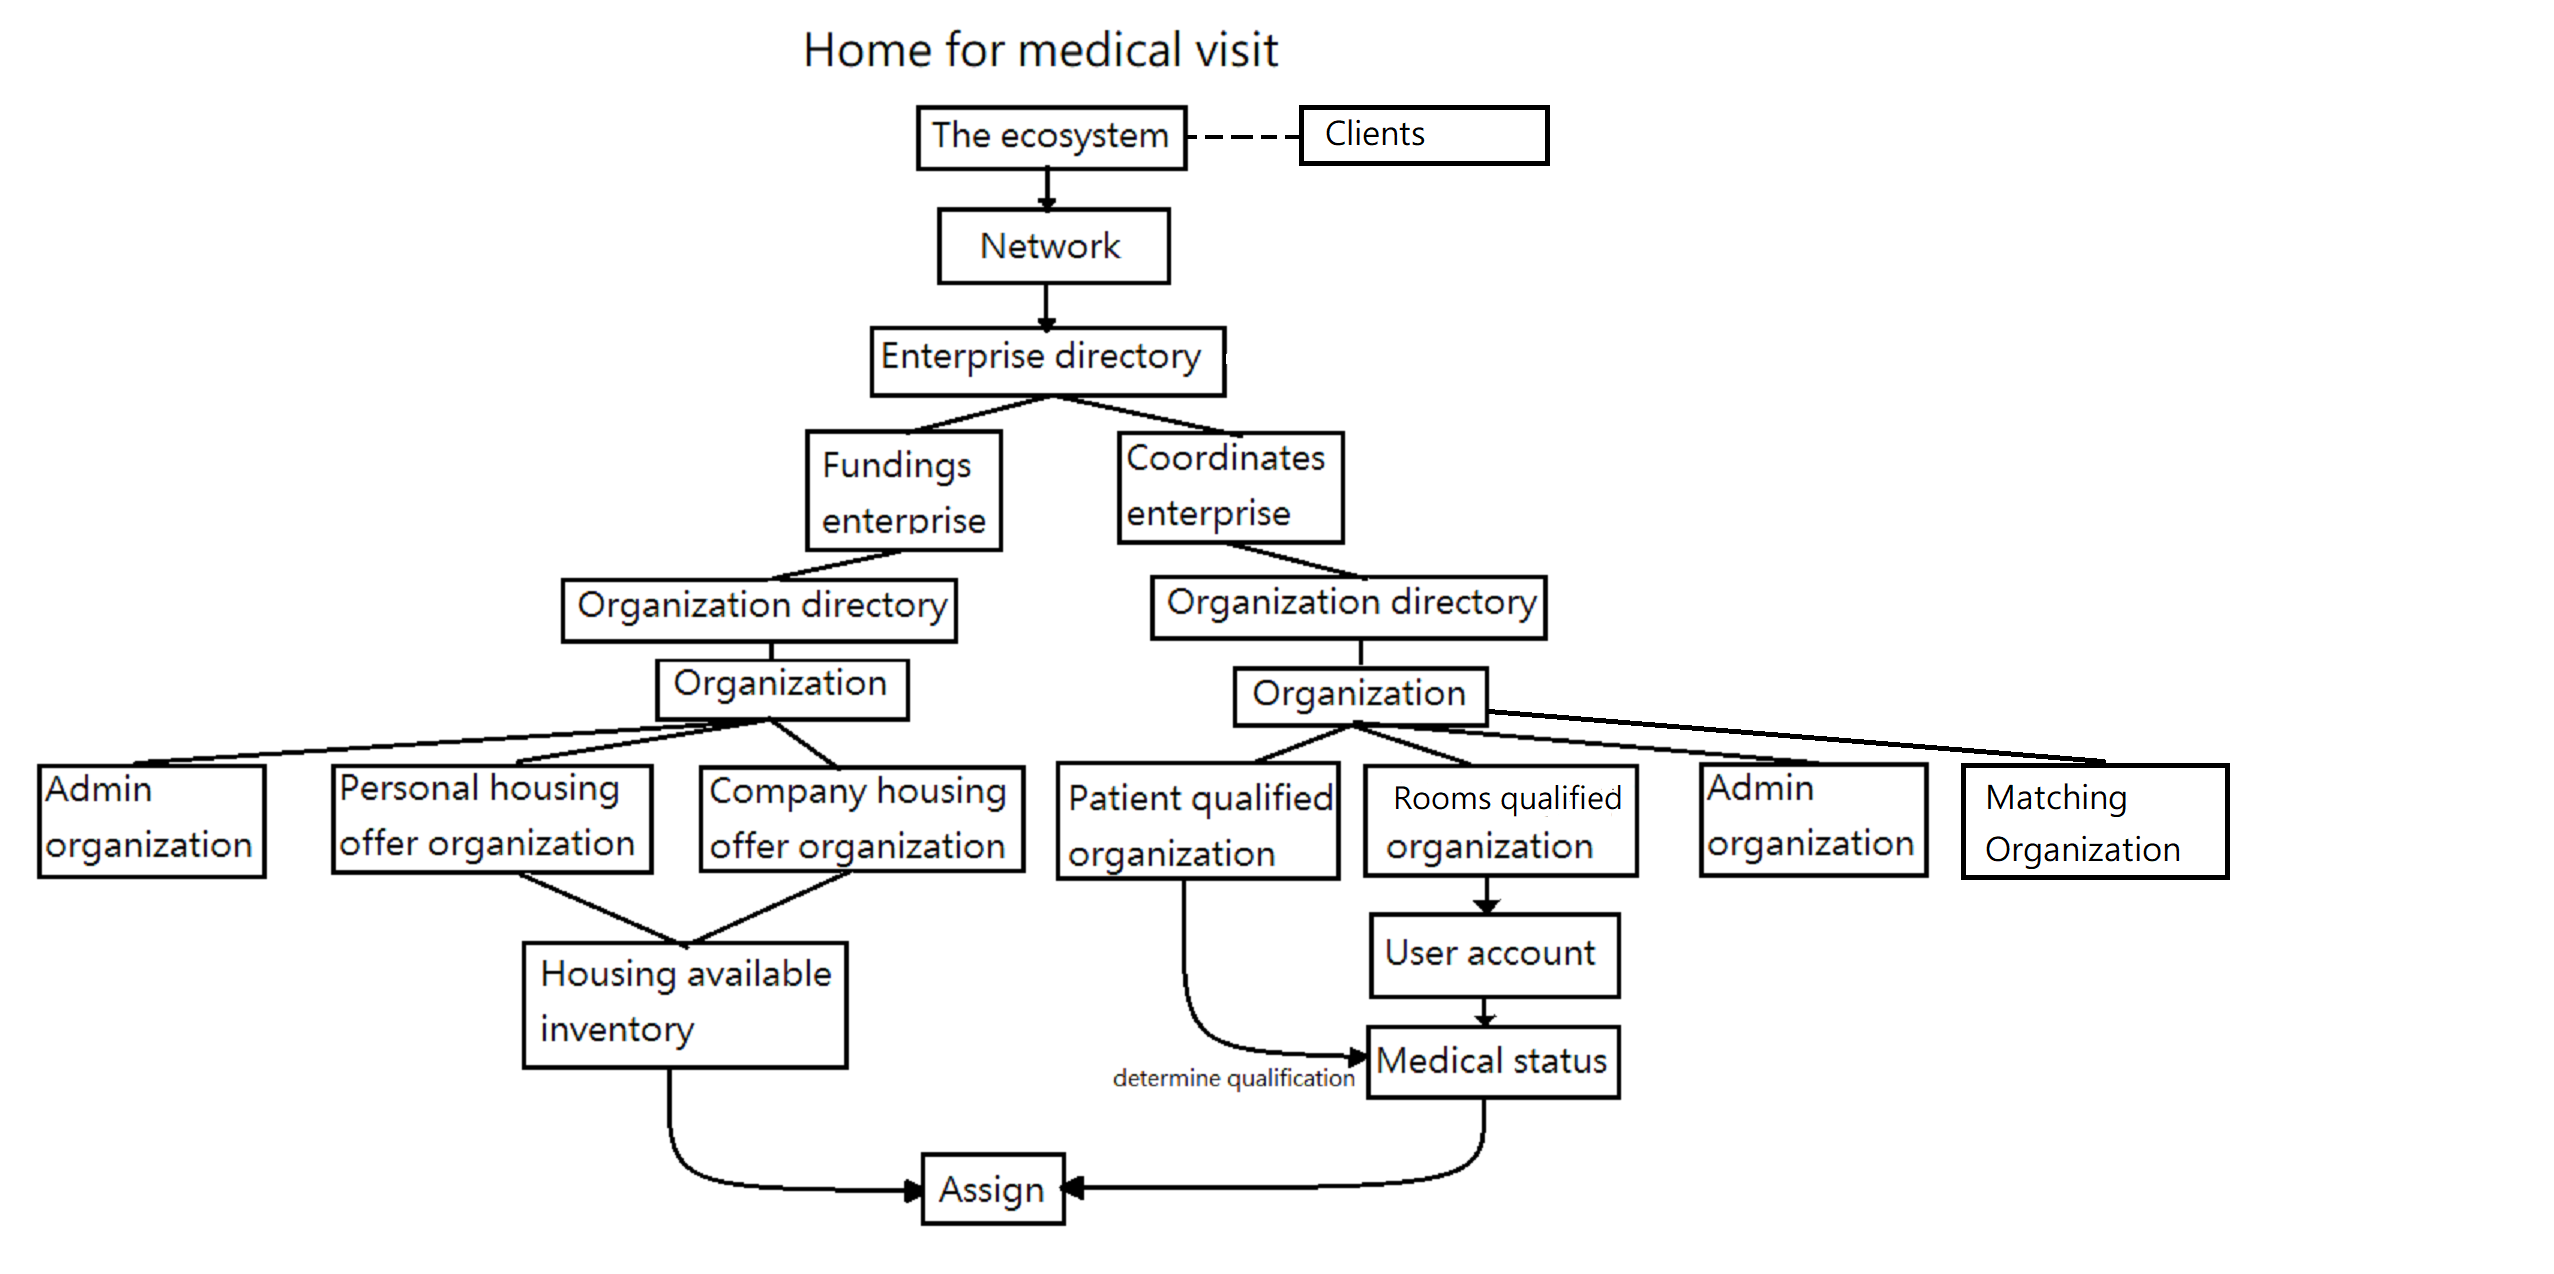 Home for medical visit
The ecosystem
Clients
Network
Enterprise directory
Fundings
enterprise
Coordinates
enterprise
Organization directory
Organization directory
Organization
Organization
Admin
organization
Personal housing
offer organization
Company housing
offer organization
Patient qualified
organization
Rooms qualified
organization
Admin
organization
Matching
Organization
Housing available
inventory
User account
Medical status
determine qualification
Assign